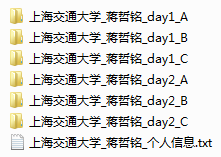 上海交通大学_蒋哲铭_day1_A
上海交通大学_蒋哲铭_day1_B
上海交通大学_蒋哲铭_day1_C
上海交通大学_蒋哲铭_day2_A
上海交通大学_蒋哲铭_day2_B
上海交通大学_蒋哲铭_day2_C
上海交通大学_蒋哲铭_个人信息.txt